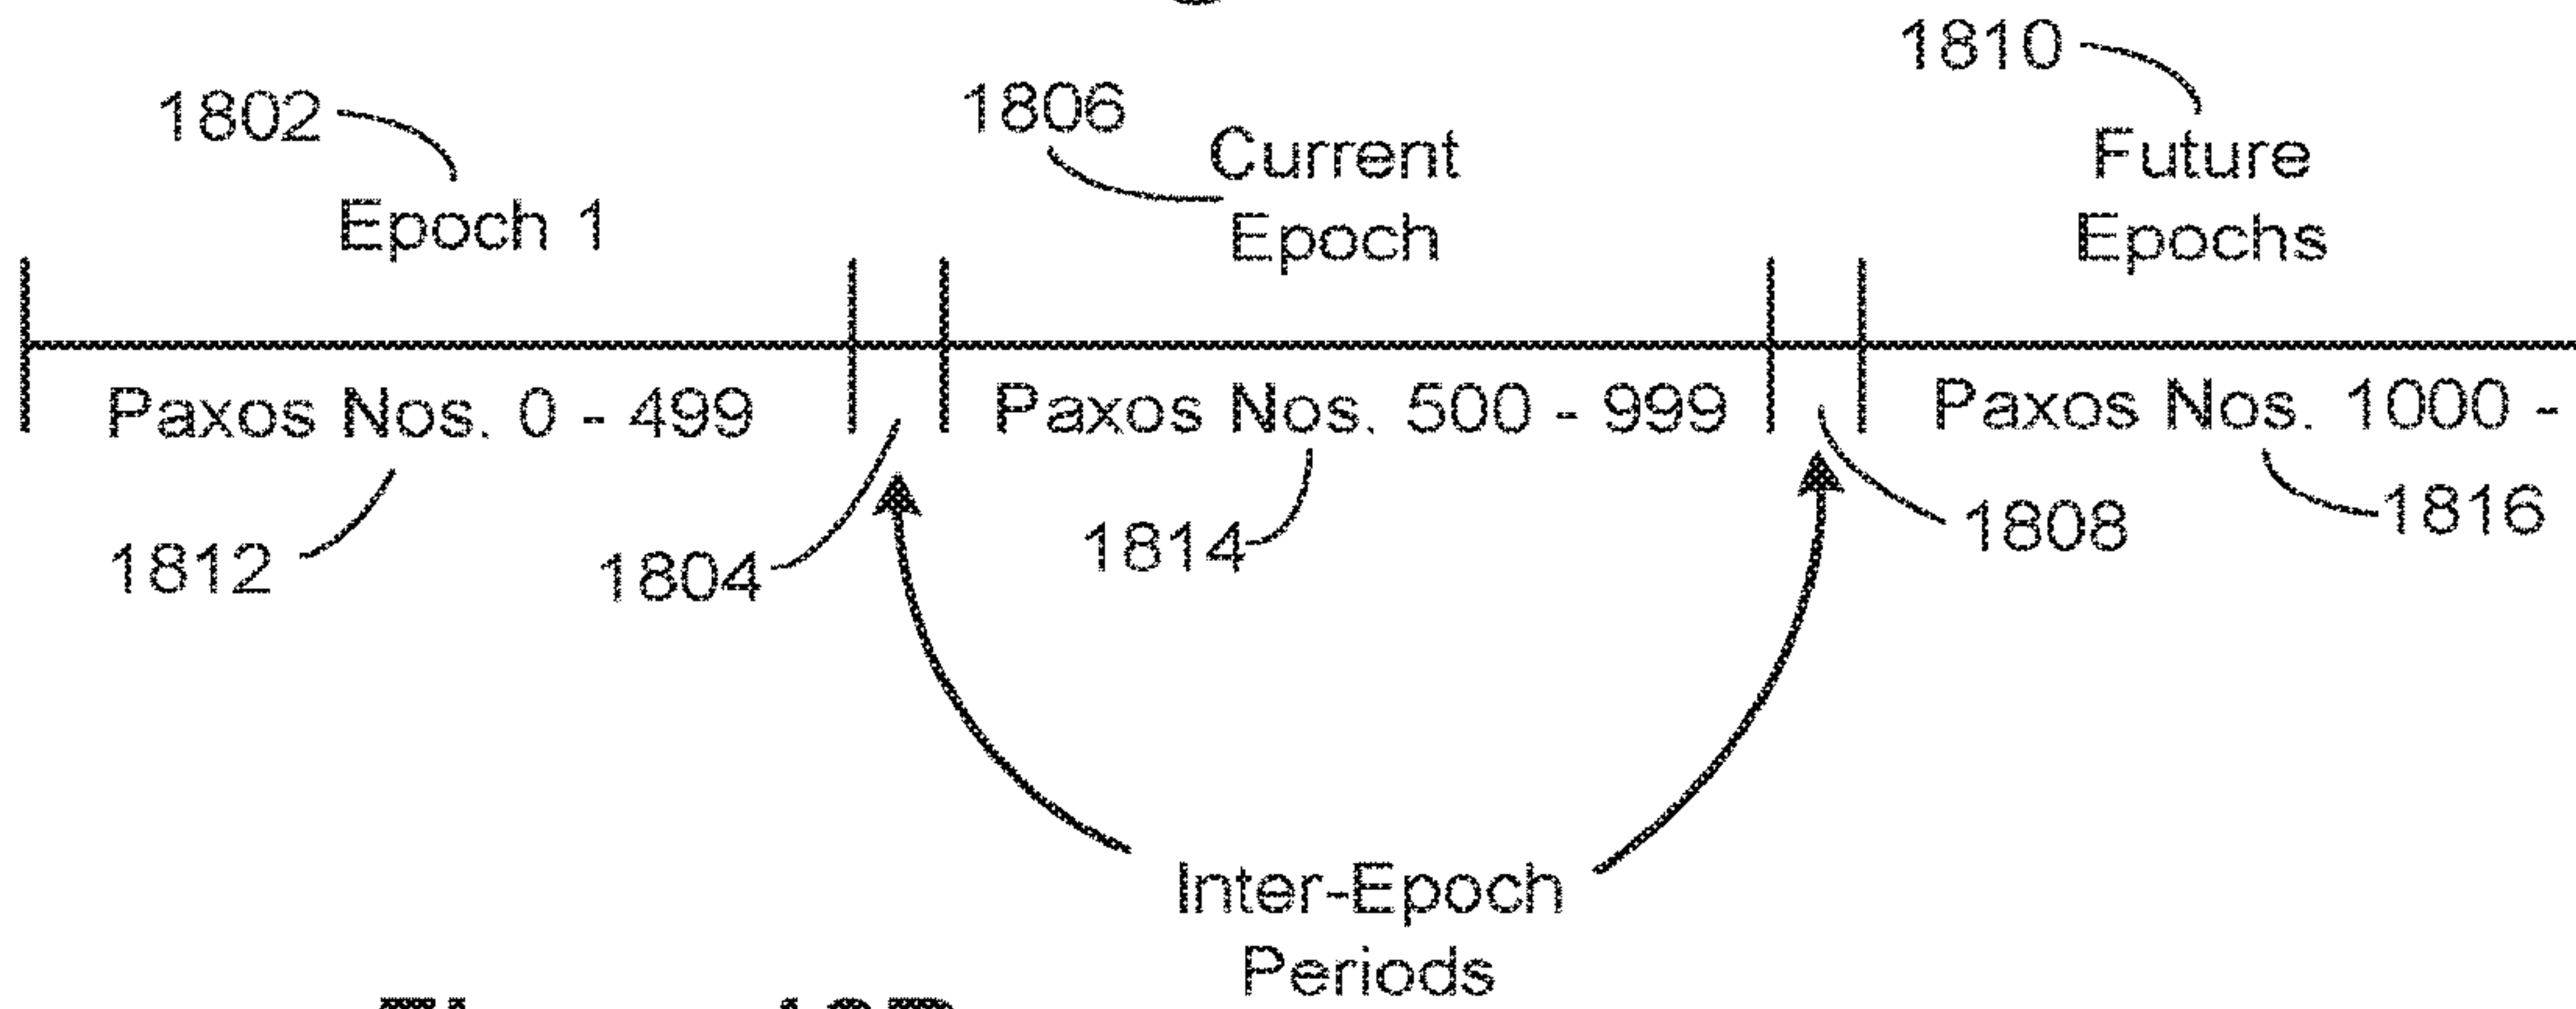 1810
1802
1806
Current
Future
Epoch 1
Epoch
Epochs
Paxos Nos. 0 - 499
Paxos Nos. 500 - 999
Paxos Nos. 1000 -
1812
1804
1814
1808
1816
Inter-Epoch
Periods